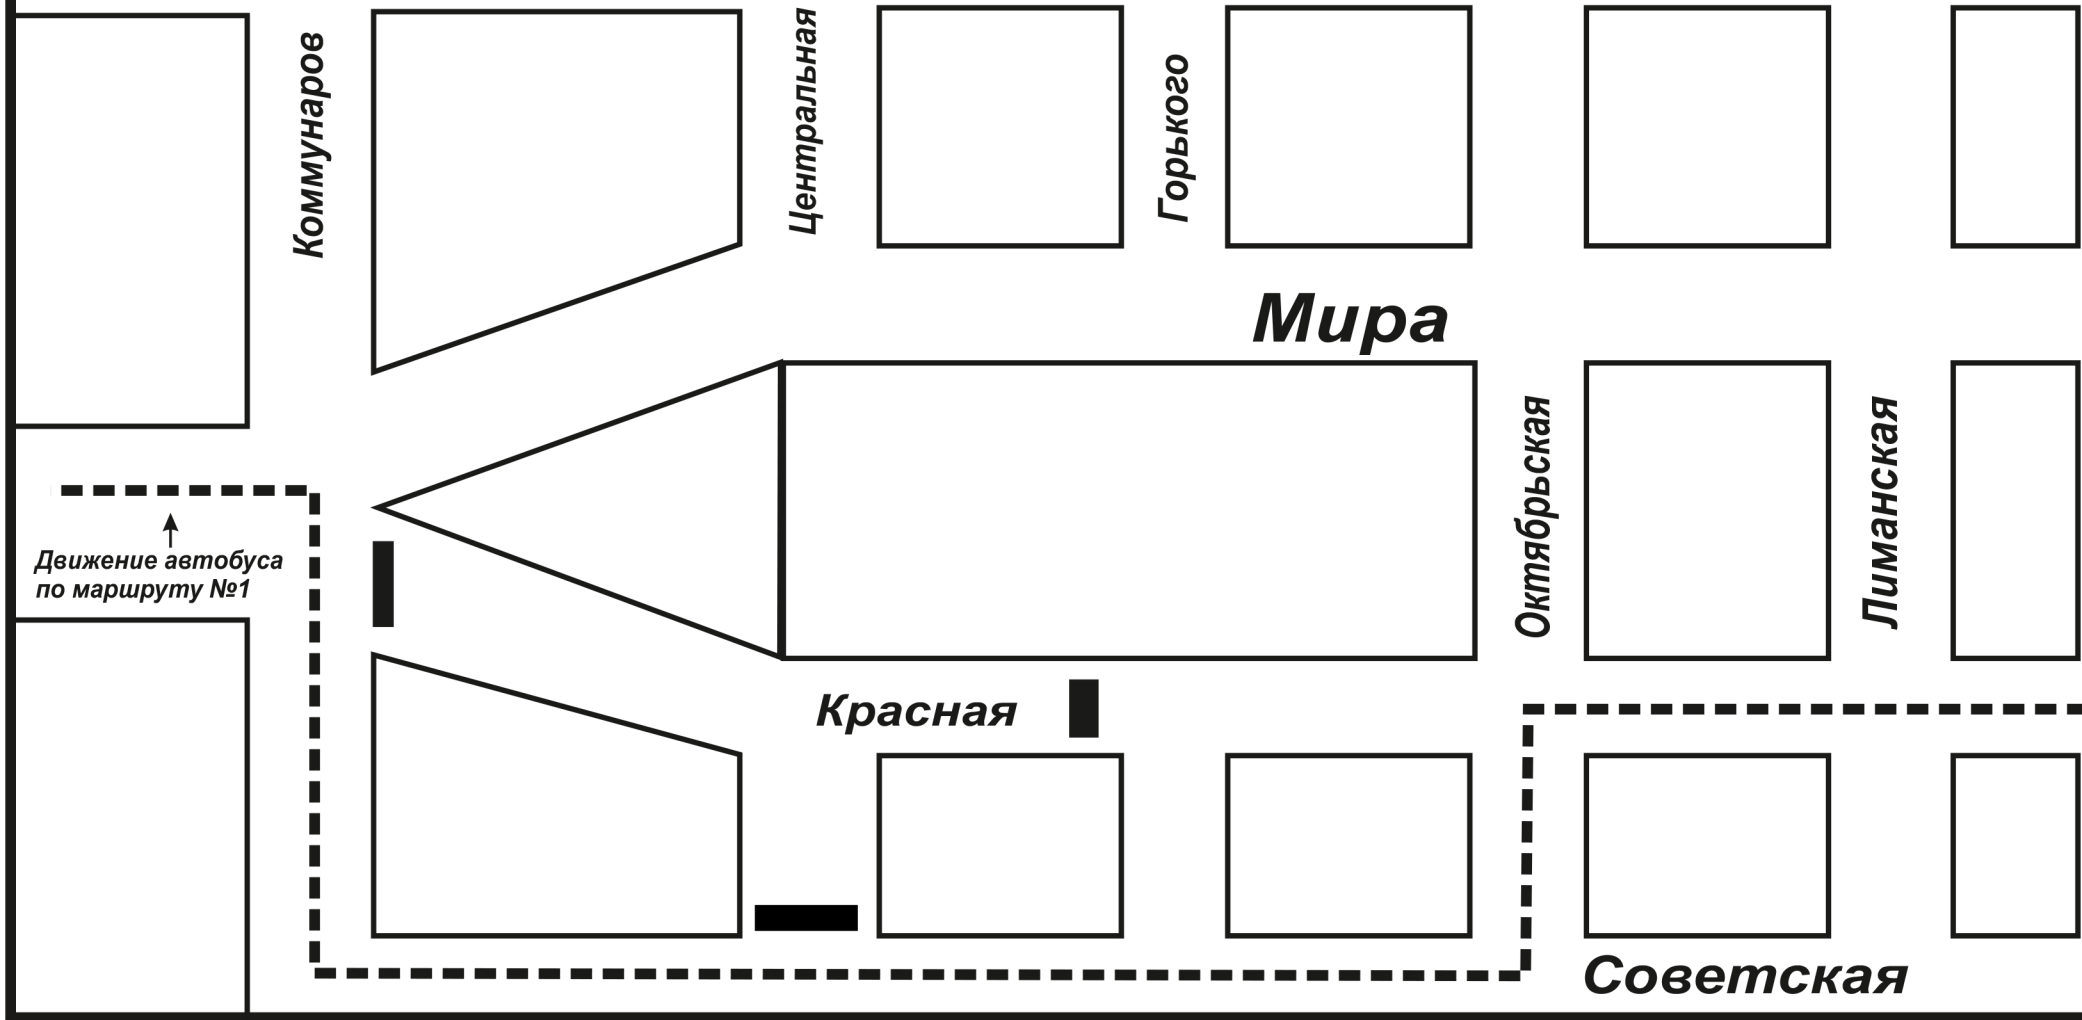 Коммунаров
Центральная
Горького
Мира
Октябрьская
Лиманская
Движение автобуса
по маршруту №1
Красная
Советская